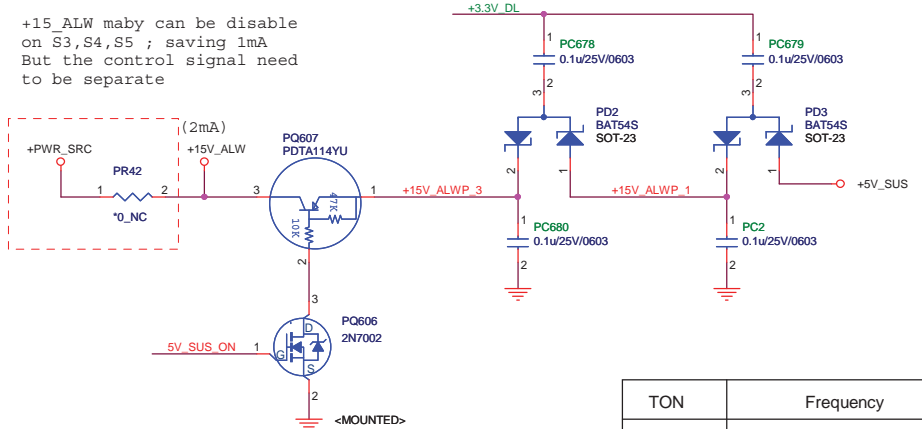 +15_ALW maby can be disable
on S3,S4,S5 ; saving 1mA
But the control signal need
to be separate
+3.3V_DL
1
PC678
0.1u/25V/0603
2
3
1
PC679
0.1u/25V/0603
2
3
PD2
BAT54S
SOT-23
2
1
PD3
BAT54S
SOT-23
2
1
+5V_SUS
(2mA)
+PWR_SRC
+15V_ALW
PR42
1
2
*0_NC
PQ607
PDTA114YU
3
1
47K
10K
2
+15V_ALWP_3
+15V_ALWP_1
1
PC680
0.1u/25V/0603
2
1
PC2
0.1u/25V/0603
2
3
PQ606
2N7002
D
G
S
5V_SUS_ON
1
2
<MOUNTED>
TON
Frequency